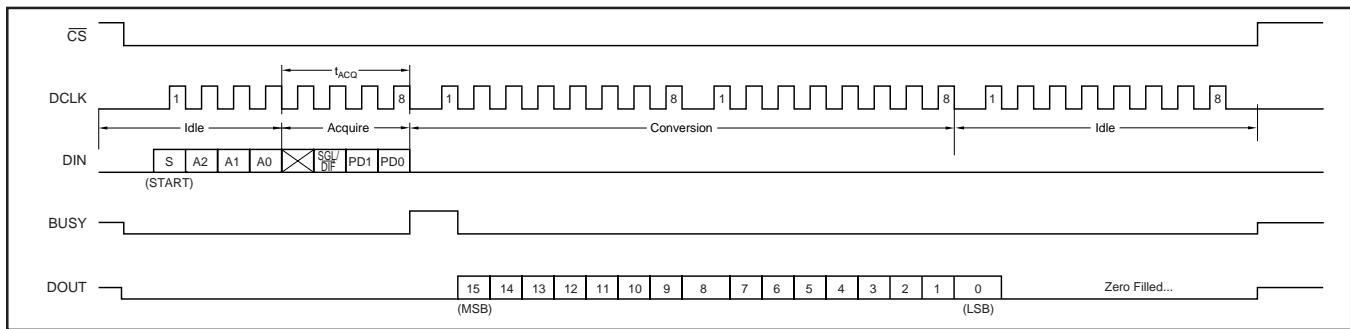 CS
tACQ
DCLK 1 8 1 8 1 8 1 8
Idle Acquire Conversion Idle
DIN S A2 A1 A0 SGL/DIF PD1 PD0
(START)
BUSY
DOUT 15 14 13 12 11 10 9 8 7 6 5 4 3 2 1 0 Zero Filled...
(MSB) (LSB)